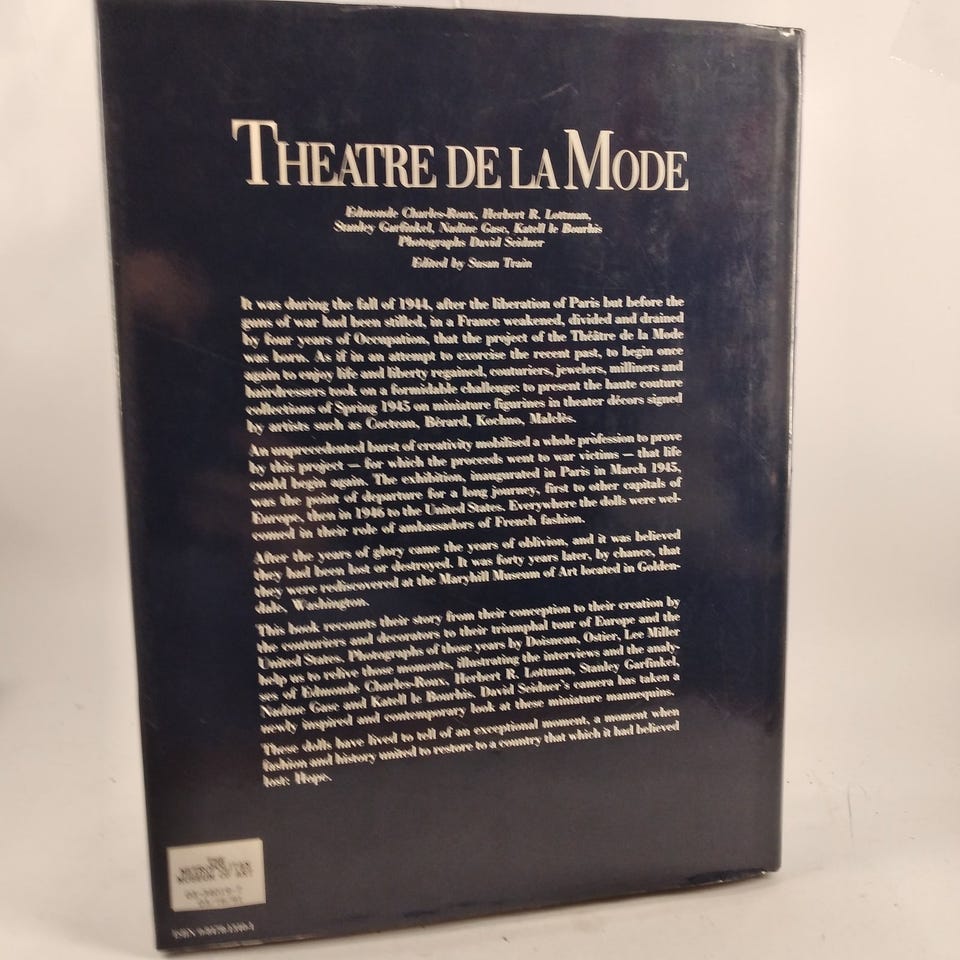 THEATRE DE LA MODE
Edmonde Charles-Roux, Herbert R. Lottman,
Stanley Garfinkel, Nadine Gasc, Katell le Bourhis
Photographs David Seidner
Edited by Susan Train
It was during the fall of 1944, after the liberation of Paris but before the
guns of war had been stilled, in a France weakened, divided and drained
by four years of Occupation, that the project of the Théâtre de la Mode
was born. As if in an attempt to exorcise the recent past, to begin once
again to enjoy life and liberty regained, couturiers, jewelers, milliners and
hairdressers took on a formidable challenge: to present the haute couture
collections of Spring 1945 on miniature figurines in theater décors signed
by artists such as Cocteau, Bérard, Kochno, Malclès.
An unprecedented burst of creativity mobilised a whole profession to prove
by this project — for which the proceeds went to war victims — that life
could begin again. The exhibition, inaugurated in Paris in March 1945,
was the point of departure for a long journey, first to other capitals of
Europe, then in 1946 to the United States. Everywhere the dolls were wel-
comed in their role of ambassadors of French fashion.
After the years of glory came the years of oblivion, and it was believed
they had been lost or destroyed. It was forty years later, by chance, that
they were rediscovered at the Maryhill Museum of Art located in Golden-
dale, Washington.
This book recounts their story from their conception to their creation by
the couturiers and decorators to their triumphal tour of Europe and the
United States. Photographs of those years by Doisneau, Ostier, Lee Miller
help us to relive those moments, illustrating the interviews and the analy-
ses of Edmonde Charles-Roux, Herbert R. Lottman, Stanley Garfinkel,
Nadine Gasc and Katell le Bourhis. David Seidner's camera has taken a
newly inspired and contemporary look at these miniature mannequins.
These dolls have lived to tell of an exceptional moment, a moment when
fashion and history united to restore to a country that which it had believed
lost: Hope.
THE
METROPOLITAN
MUSEUM OF ART
ISBN